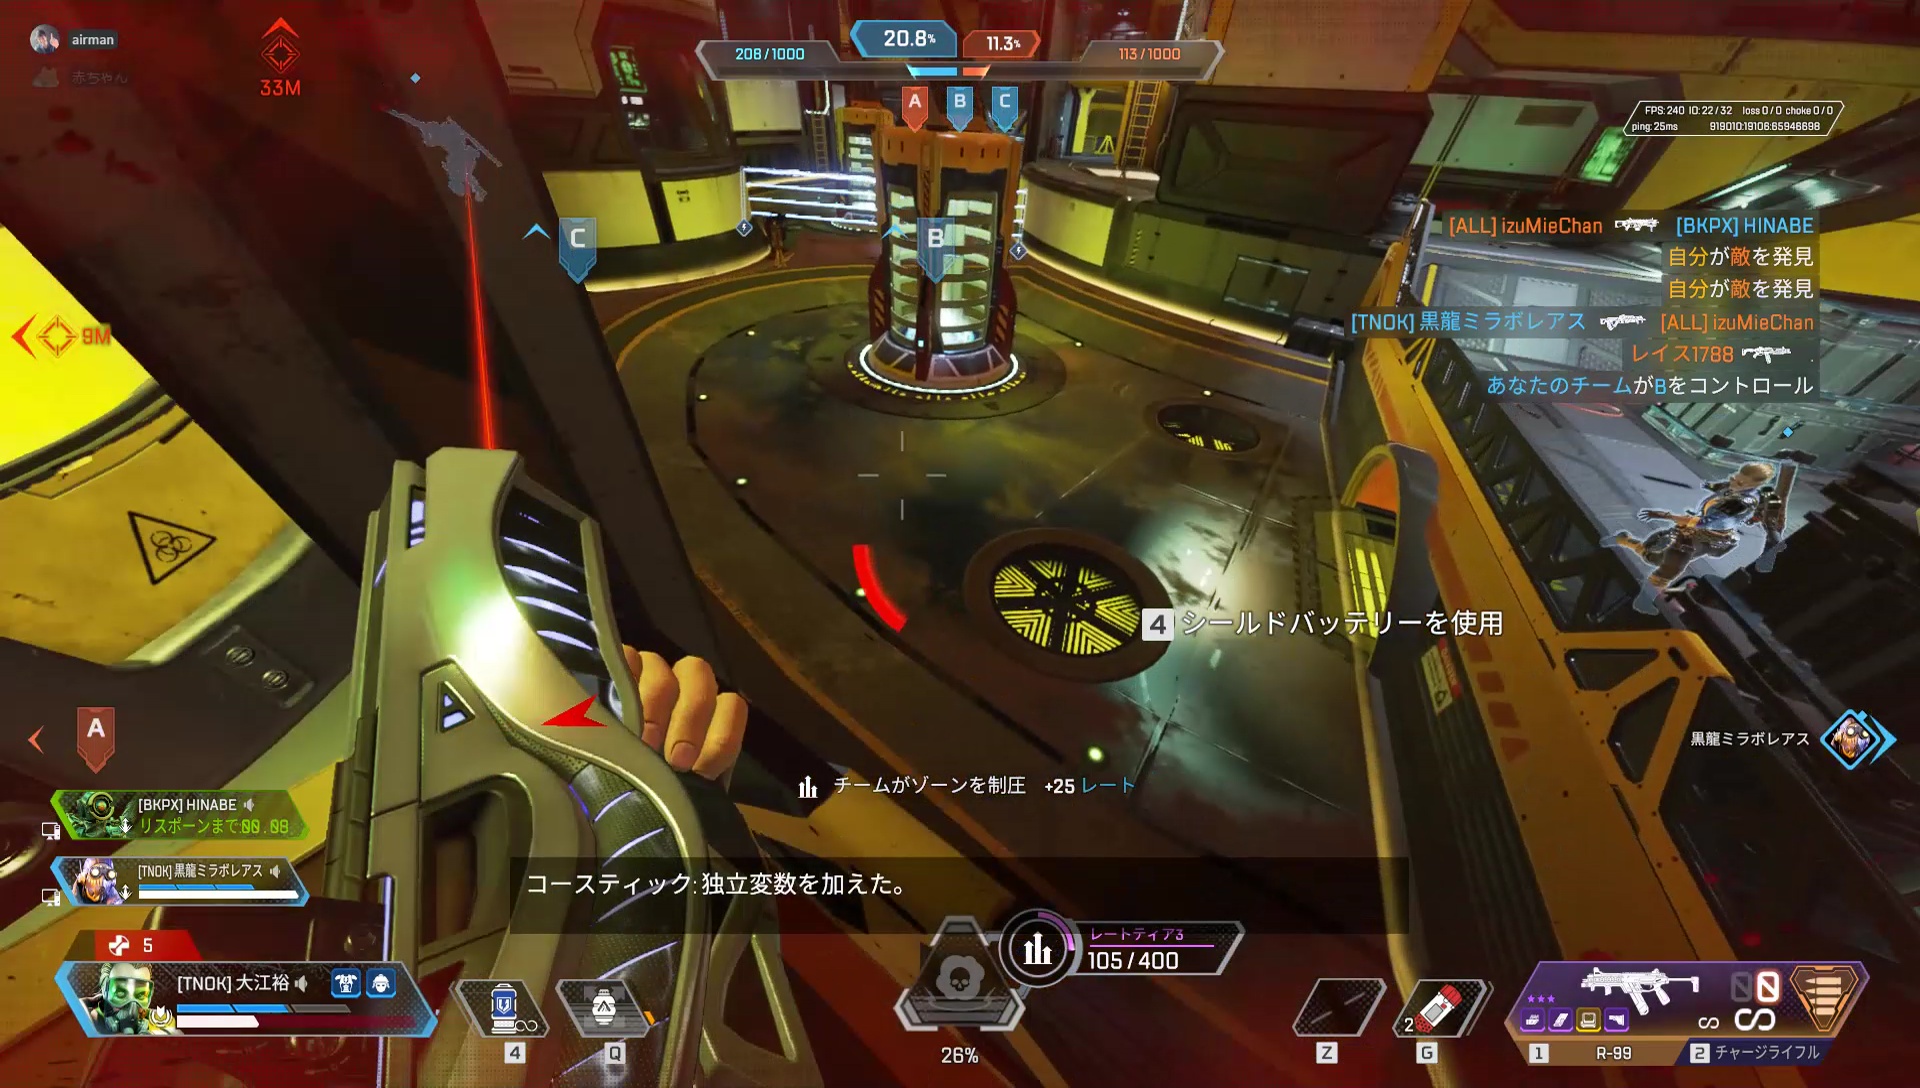 airman
赤ちゃん
33M
208/1000
20.8%
11.3%
113/1000
A
B
C
FPS:240 IO:22/32 loss 0/0 choke 0/0
ping:25ms 919010:19106:65946698
[ALL] izuMieChan [BKPX] HINABE
自分が敵を発見
自分が敵を発見
[TNOK] 黒龍ミラボレアス [ALL] izuMieChan
レイス1788
あなたのチームがBをコントロール
C
B
9M
4 シールドバッテリーを使用
A
黒龍ミラボレアス
チームがゾーンを制圧 +25 レート
[BKPX] HINABE
リスポーンまで:00.08
[TNOK] 黒龍ミラボレアス
コースティック: 独立変数を加えた。
5
[TNOK] 大江裕
レートティア3
105/400
4
Q
26%
Z
2
G
0
1 R-99
2 チャージライフル